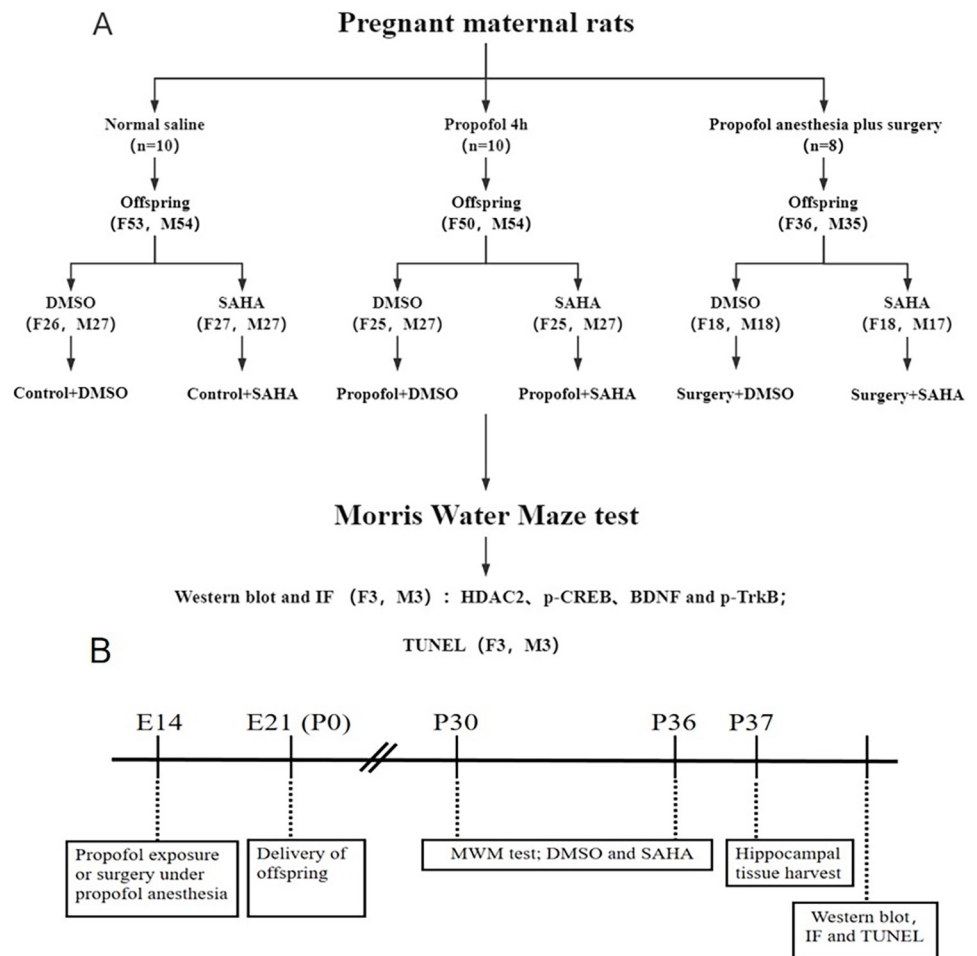 A
Pregnant maternal rats
Normal saline
(n=10)
Propofol 4h
(n=10)
Propofol anesthesia plus surgery
(n=8)
Offspring
(F53, M54)
Offspring
(F50, M54)
Offspring
(F36, M35)
DMSO
(F26, M27)
SAHA
(F27, M27)
DMSO
(F25, M27)
SAHA
(F25, M27)
DMSO
(F18, M18)
SAHA
(F18, M17)
Control+DMSO
Control+SAHA
Propofol+DMSO
Propofol+SAHA
Surgery+DMSO
Surgery+SAHA
Morris Water Maze test
Western blot and IF （F3, M3）: HDAC2、p-CREB、BDNF and p-TrkB;
TUNEL（F3, M3）
B
E14
E21 (P0)
P30
P36
P37
Propofol exposure
or surgery under
propofol anesthesia
Delivery of
offspring
MWM test; DMSO and SAHA
Hippocampal
tissue harvest
Western blot,
IF and TUNEL